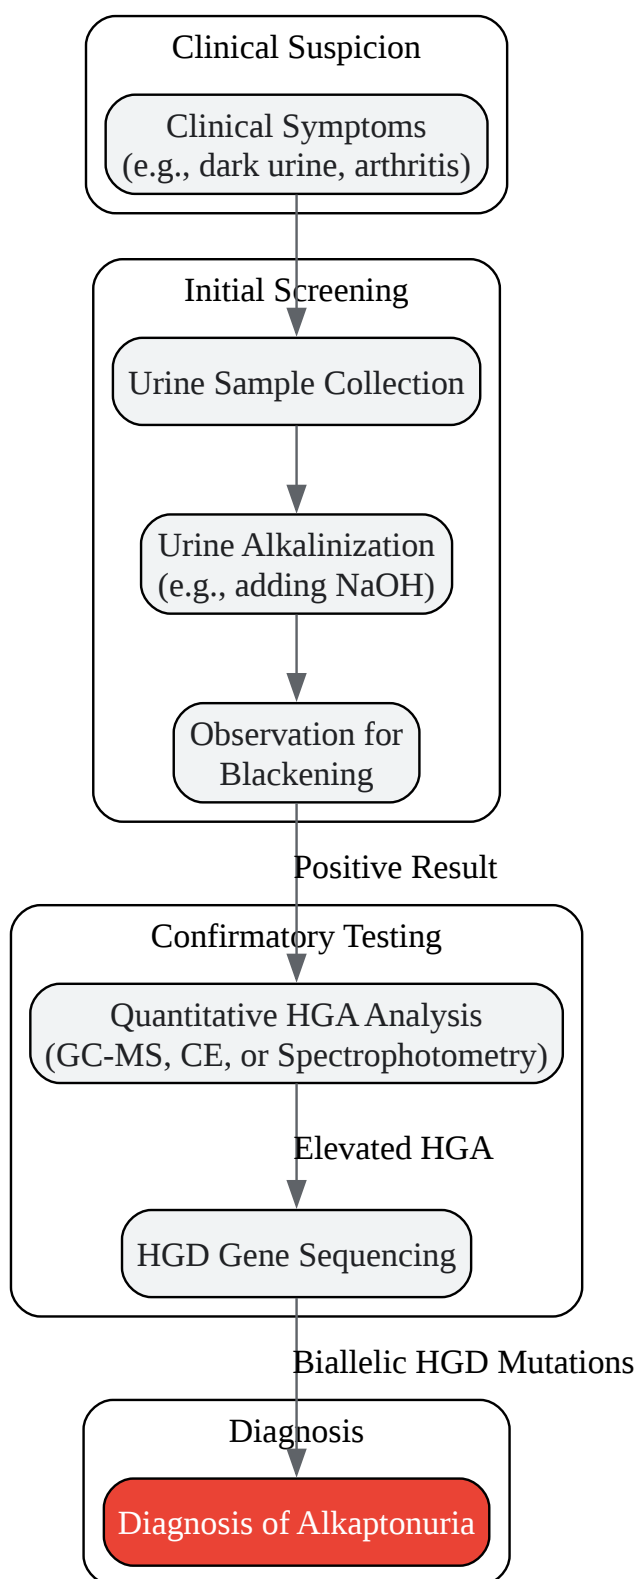 Clinical Suspicion
Clinical Symptoms
(e.g., dark urine, arthritis)
Initial Screening
Urine Sample Collection
Urine Alkalinization
(e.g., adding NaOH)
Observation for
Blackening
Positive Result
Confirmatory Testing
Quantitative HGA Analysis
(GC-MS, CE, or Spectrophotometry)
Elevated HGA
HGD Gene Sequencing
Biallelic HGD Mutations
Diagnosis
Diagnosis of Alkaptonuria